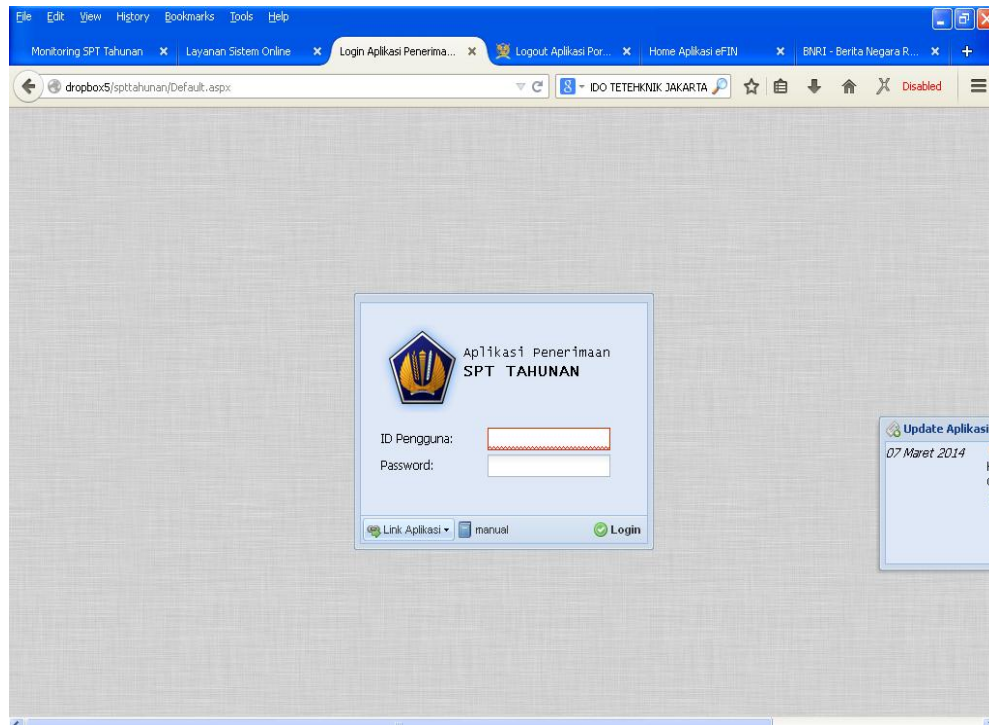 File Edit View History Bookmarks Tools Help
Monitoring SPT Tahunan Layanan Sistem Online Login Aplikasi Penerima... Logout Aplikasi Por... Home Aplikasi eFIN BNRI - Berita Negara R...
dropbox5/spttahunan/Default.aspx IDO TETEHKNIK JAKARTA Disabled
Aplikasi Penerimaan
SPT TAHUNAN
ID Pengguna:
Password:
Link Aplikasi manual Login
Update Aplikasi
07 Maret 2014